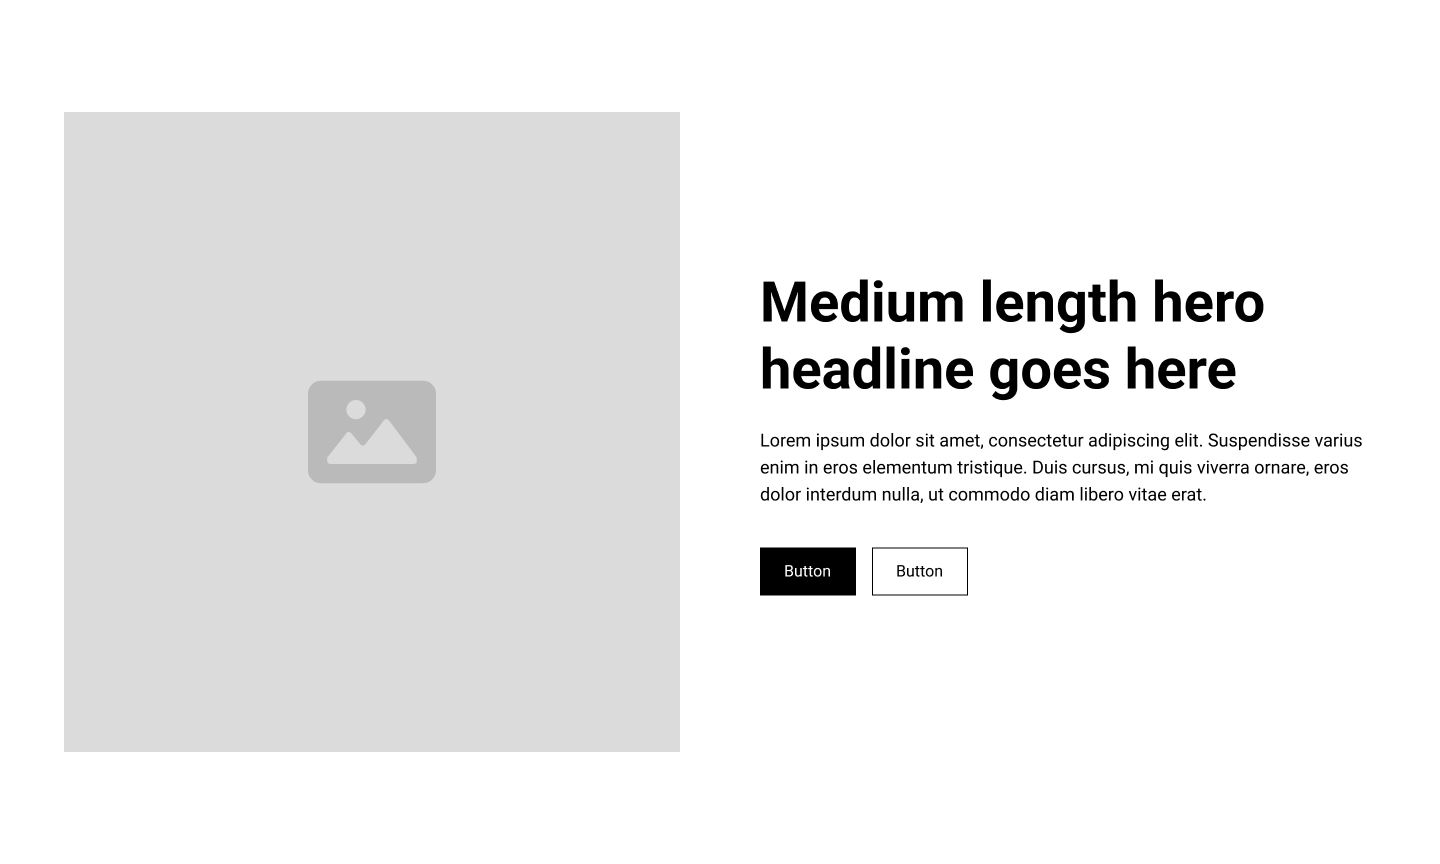 Medium length hero
headline goes here
Lorem ipsum dolor sit amet, consectetur adipiscing elit. Suspendisse varius
enim in eros elementum tristique. Duis cursus, mi quis viverra ornare, eros
dolor interdum nulla, ut commodo diam libero vitae erat.
Button
Button